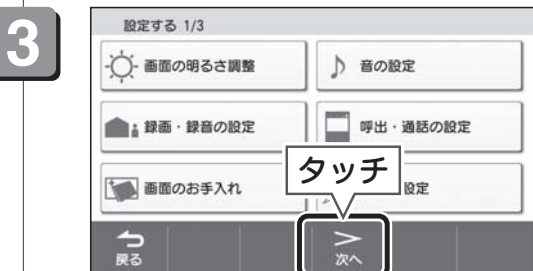 3
設定する 1/3
画面の明るさ調整
音の設定
録画・録音の設定
呼出・通話の設定
画面のお手入れ
設定
タッチ
戻る
次へ